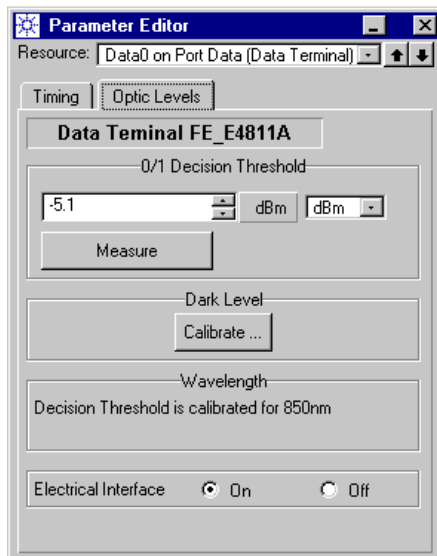 Parameter Editor
Resource: Data0 on Port Data (Data Terminal)
Timing Optic Levels
Data Teminal FE_E4811A
0/1 Decision Threshold
-5.1 dBm dBm
Measure
Dark Level
Calibrate ...
Wavelength
Decision Threshold is calibrated for 850nm
Electrical Interface On Off